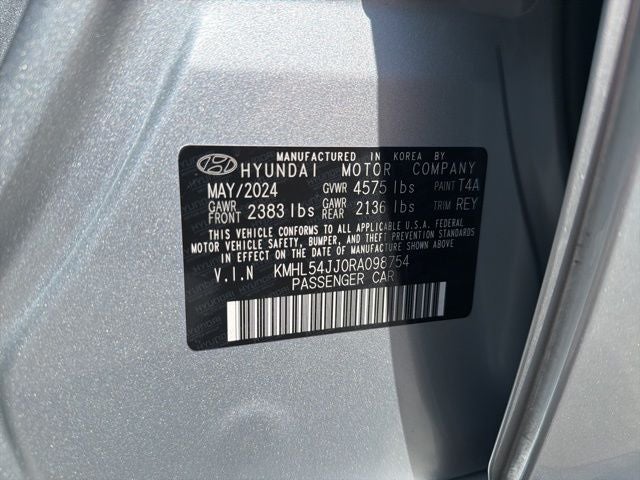 MANUFACTURED IN KOREA BY
HYUNDAI MOTOR COMPANY
MAY/2024 GVWR 4575 lbs PAINT T4A
GAWR FRONT 2383 lbs GAWR REAR 2136 lbs TRIM REY
THIS VEHICLE CONFORMS TO ALL APPLICABLE U.S.A. FEDERAL
MOTOR VEHICLE SAFETY, BUMPER, AND THEFT PREVENTION
STANDARDS IN EFFECT ON THE DATE OF MANUFACTURE SHOWN ABOVE.
V.I.N KMHL54JJ0RA098754
PASSENGER CAR